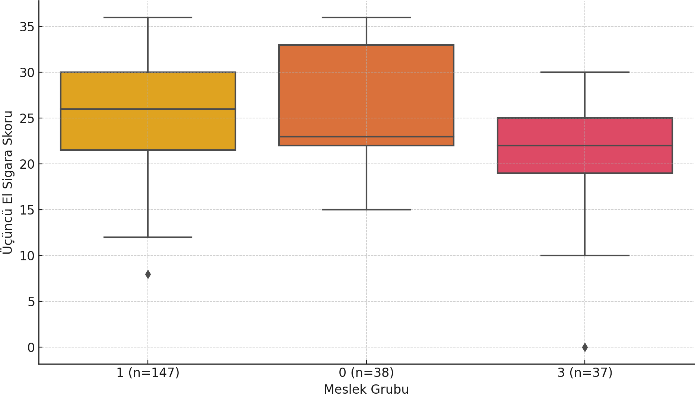 Üçüncü El Sigara Skoru
35
30
25
20
15
10
5
0
1 (n=147)
0 (n=38)
3 (n=37)
Meslek Grubu